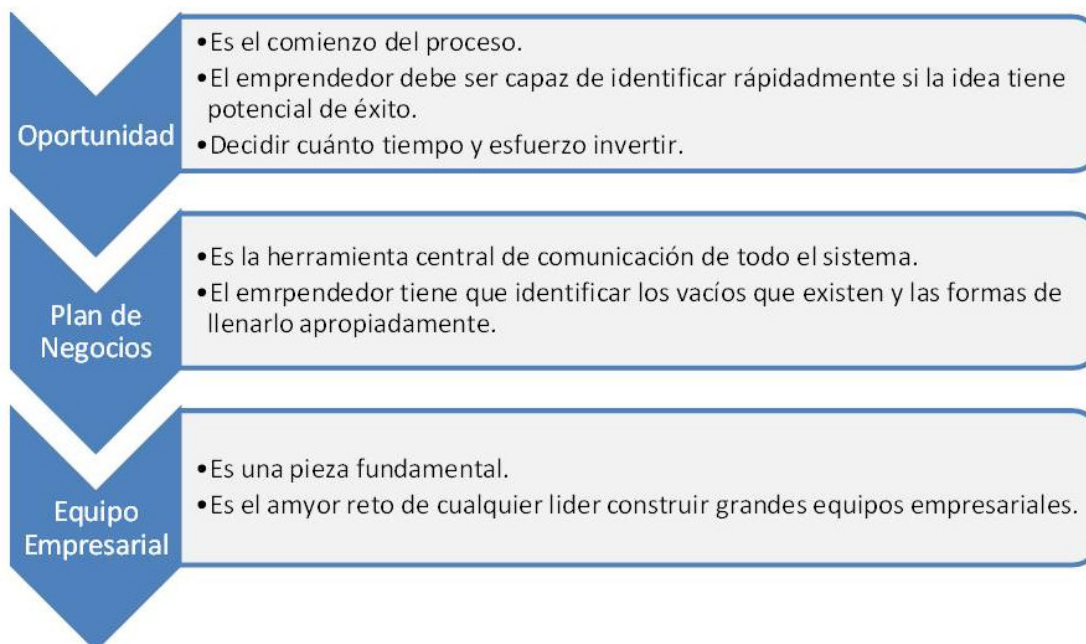 Oportunidad
•Es el comienzo del proceso.
•El emprendedor debe ser capaz de identificar rápidadmente si la idea tiene
potencial de éxito.
•Decidir cuánto tiempo y esfuerzo invertir.
Plan de
Negocios
•Es la herramienta central de comunicación de todo el sistema.
•El emrpendedor tiene que identificar los vacíos que existen y las formas de
llenarlo apropiadamente.
Equipo
Empresarial
•Es una pieza fundamental.
•Es el amyor reto de cualquier lider construir grandes equipos empresariales.